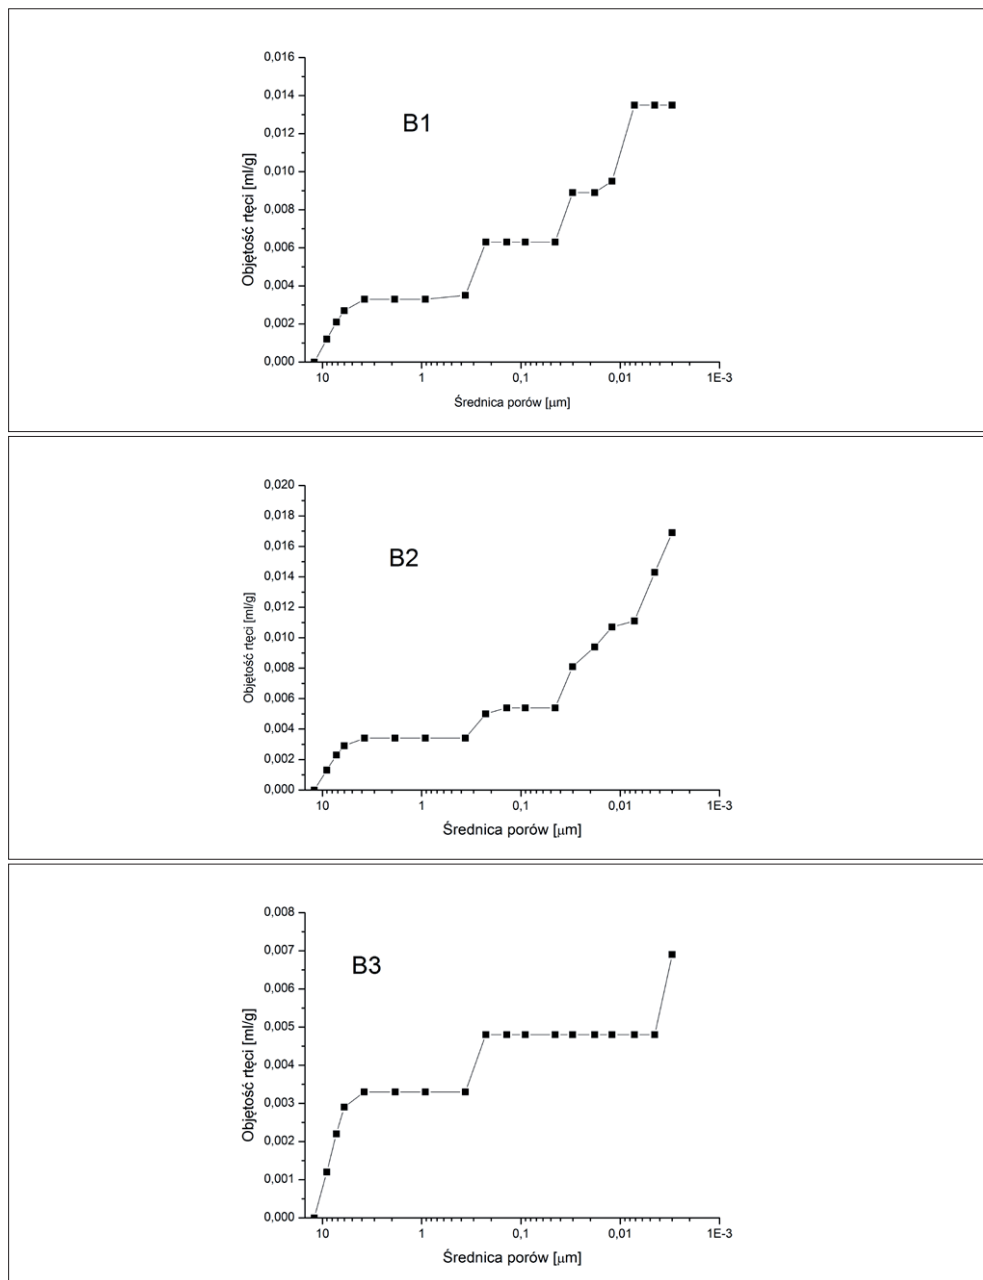 0,016
0,014
B1
0,012
0,010
0,008
0,006
0,004
0,002
0,000
Objętość rtęci [ml/g]
10 1 0,1 0,01 1E-3
Średnica porów [μm]
0,020
0,018
0,016
B2
0,014
0,012
0,010
0,008
0,006
0,004
0,002
0,000
Objętość rtęci [ml/g]
10 1 0,1 0,01 1E-3
Średnica porów [μm]
0,008
0,007
B3
0,006
0,005
0,004
0,003
0,002
0,001
0,000
Objętość rtęci [ml/g]
10 1 0,1 0,01 1E-3
Średnica porów [μm]